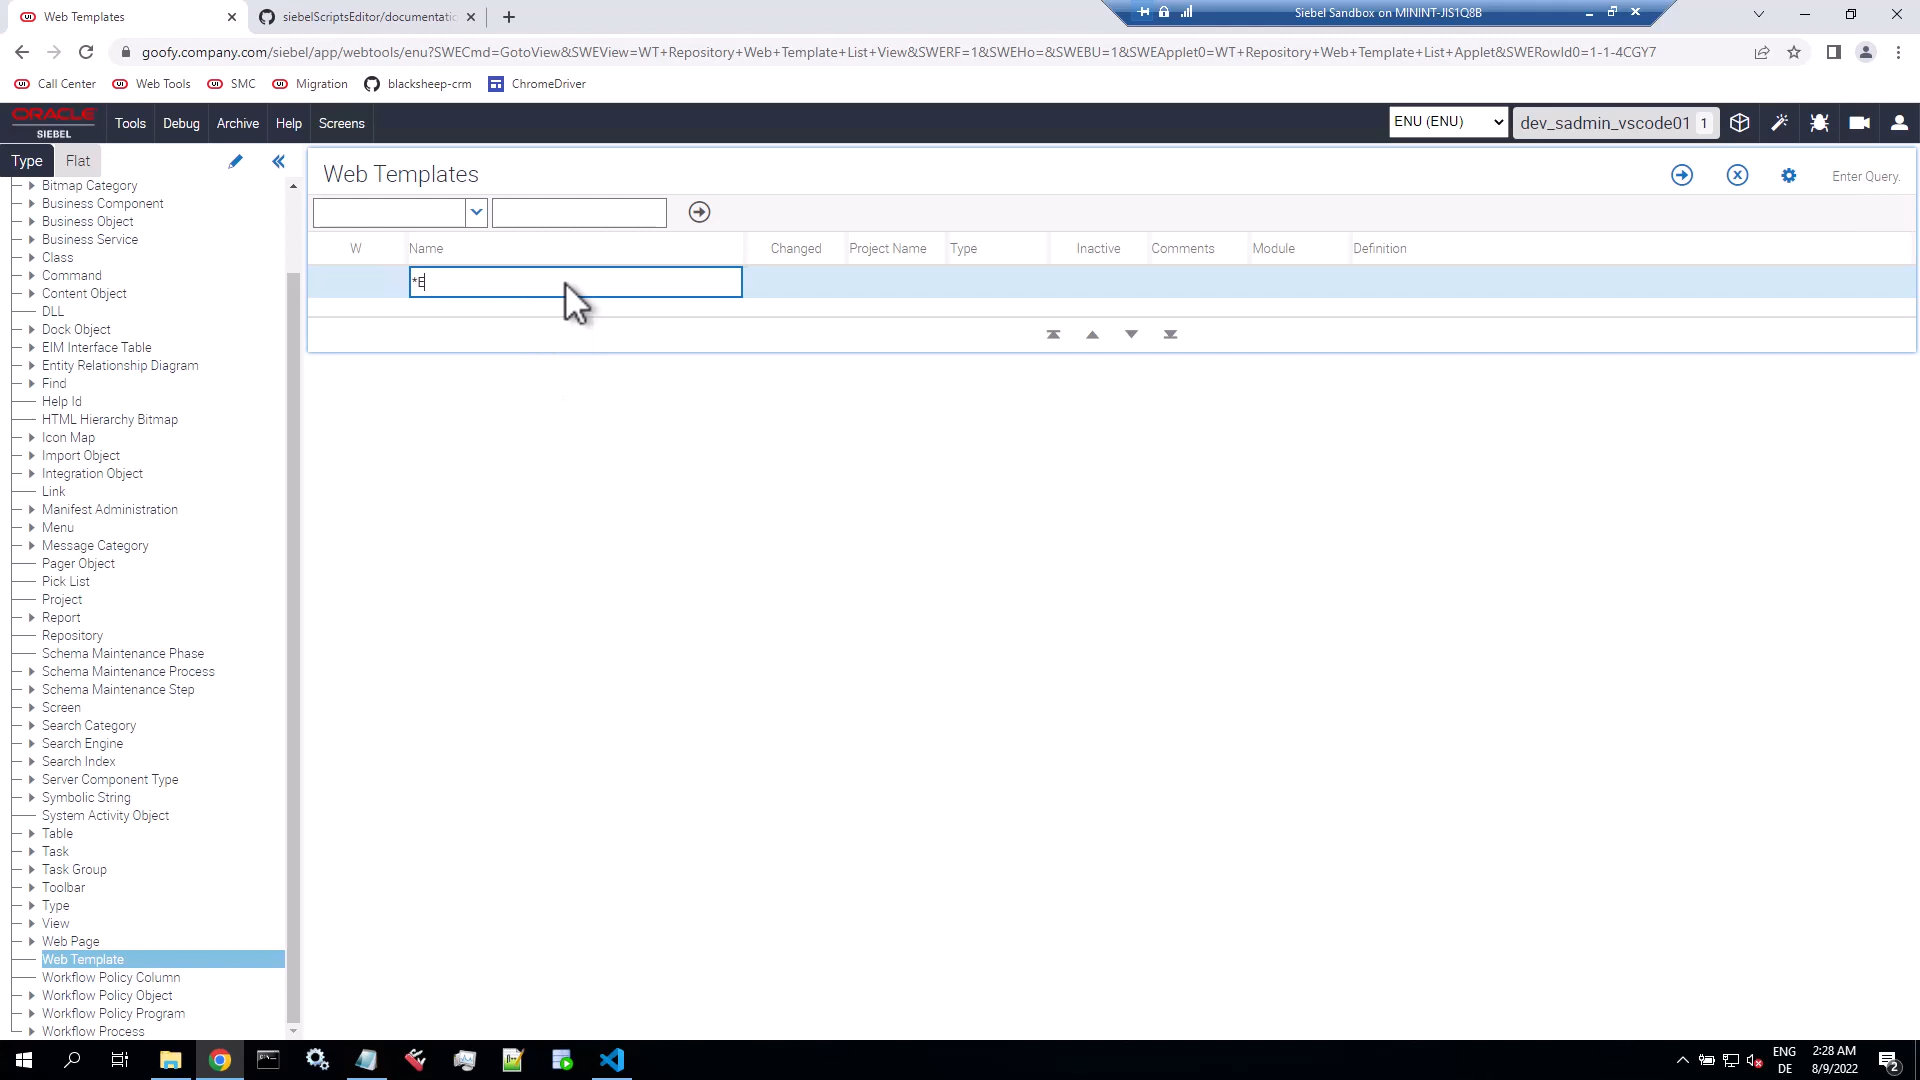 Web Templates
siebelScriptsEditor/documentatic
Siebel Sandbox on MININT-JIS1Q8B
goofy.company.com/siebel/app/webtools/enu?SWECmd=GotoView&SWEView=WT+Repository+Web+Template+List+View&SWERF=1&SWEHo=&SWEBU=1&SWEApplet0=WT+Repository+Web+Template+List+Applet&SWERowId0=1-1-4CGY7
Call Center
Web Tools
SMC
Migration
blacksheep-crm
ChromeDriver
ORACLE
SIEBEL
Tools
Debug
Archive
Help
Screens
ENU (ENU)
dev_sadmin_vscode01 1
Type
Flat
Web Templates
Enter Query.
W
Name
Changed
Project Name
Type
Inactive
Comments
Module
Definition
*E
Bitmap Category
Business Component
Business Object
Business Service
Class
Command
Content Object
DLL
Dock Object
EIM Interface Table
Entity Relationship Diagram
Find
Help Id
HTML Hierarchy Bitmap
Icon Map
Import Object
Integration Object
Link
Manifest Administration
Menu
Message Category
Pager Object
Pick List
Project
Report
Repository
Schema Maintenance Phase
Schema Maintenance Process
Schema Maintenance Step
Screen
Search Category
Search Engine
Search Index
Server Component Type
Symbolic String
System Activity Object
Table
Task
Task Group
Toolbar
Type
View
Web Page
Web Template
Workflow Policy Column
Workflow Policy Object
Workflow Policy Program
Workflow Process
ENG
DE
2:28 AM
8/9/2022
2